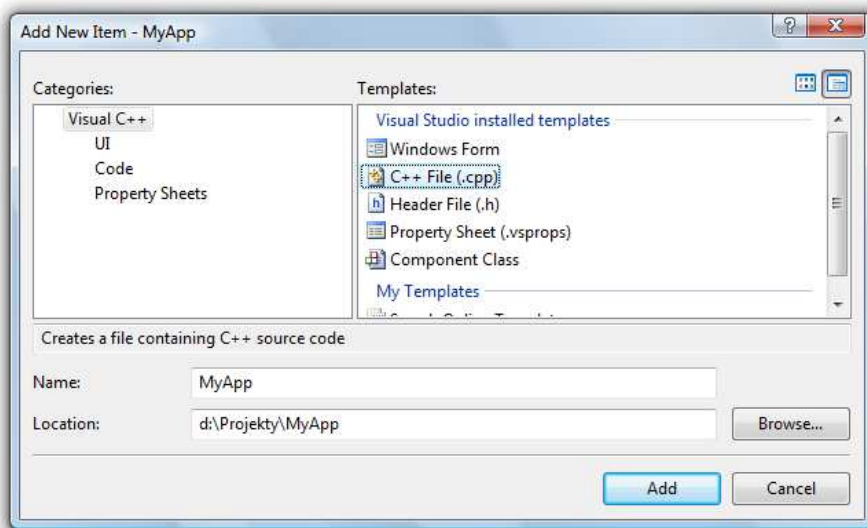 Add New Item - MyApp
Categories:
Templates:
Visual C++
UI
Code
Property Sheets
Visual Studio installed templates
Windows Form
C++ File (.cpp)
Header File (.h)
Property Sheet (.vsprops)
Component Class
My Templates
Creates a file containing C++ source code
Name:
MyApp
Location:
d:\Projekty\MyApp
Browse...
Add
Cancel